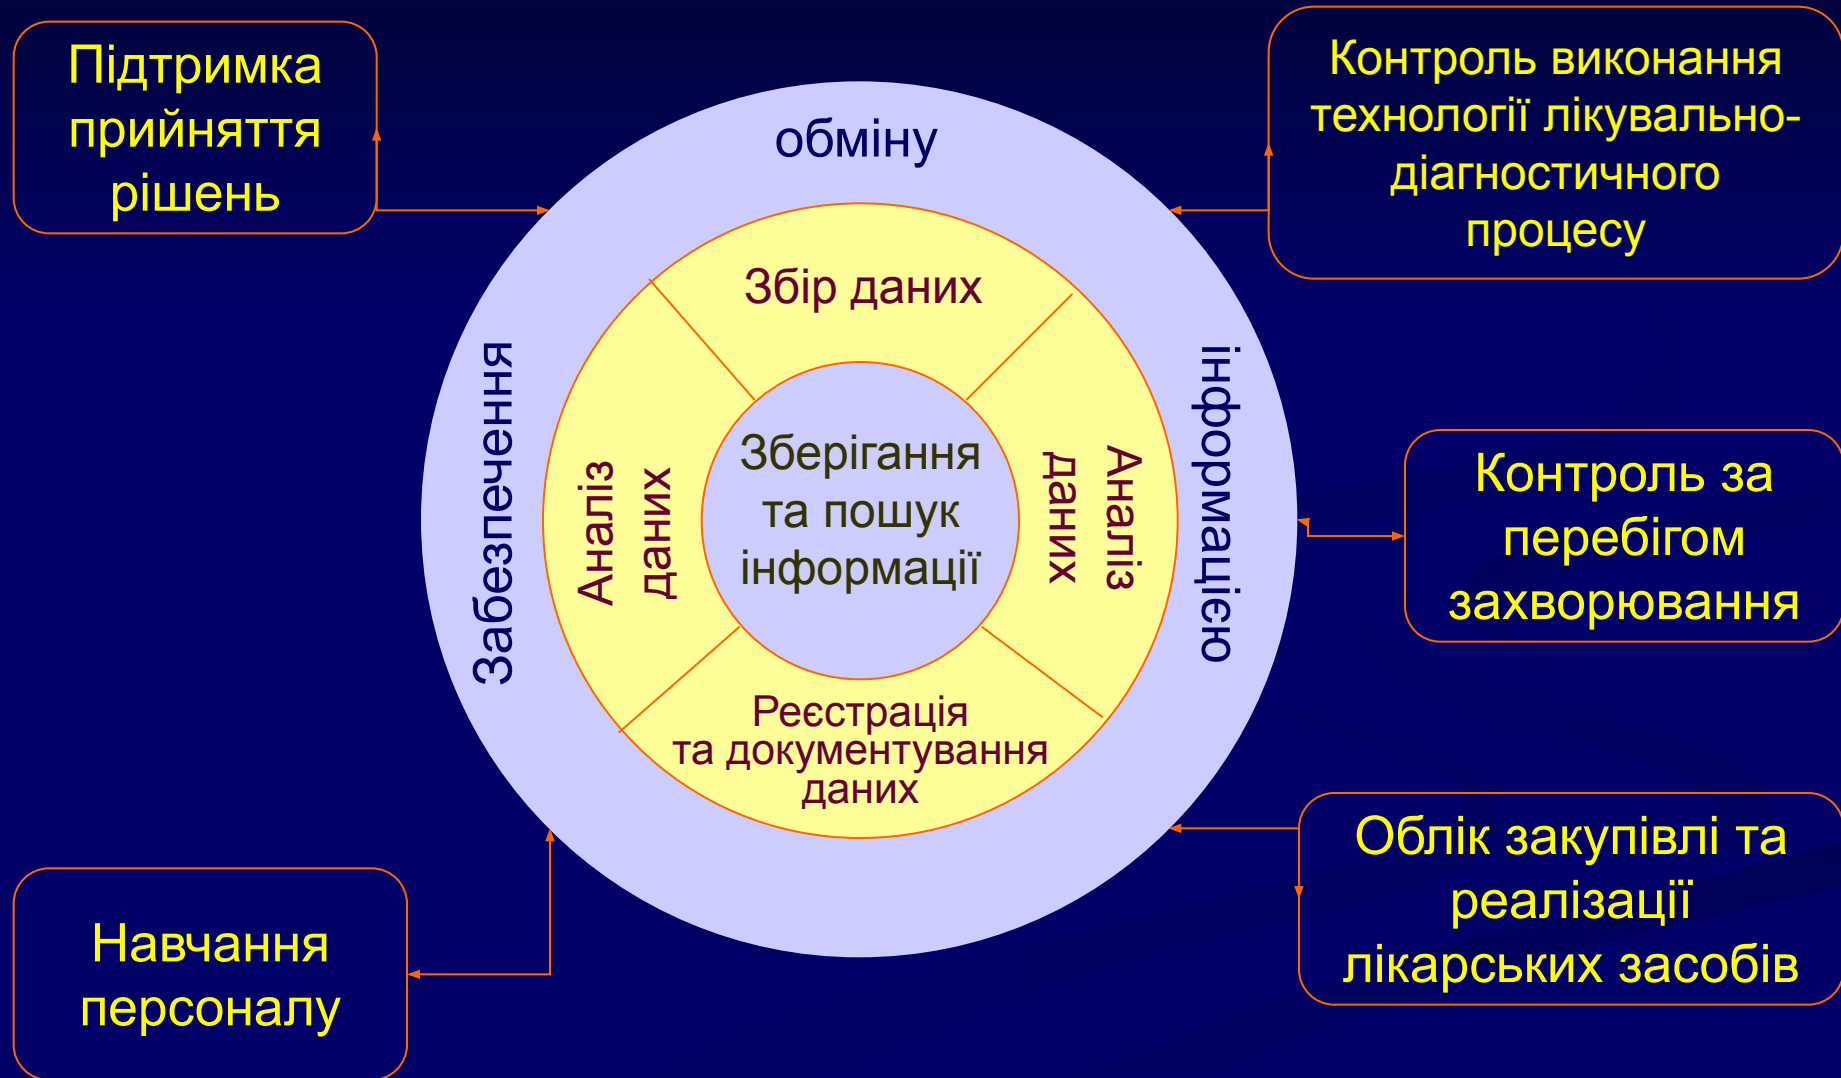 Підтримка
прийняття
рішень
Контроль виконання
технології лікувально-
діагностичного
процесу
обміну
Збір даних
Забезпечення
Аналіз
даних
Зберігання
та пошук
інформації
Аналіз
даних
інформацією
Контроль за
перебігом
захворювання
Реєстрація
та документування
даних
Облік закупівлі та
реалізації
лікарських засобів
Навчання
персоналу